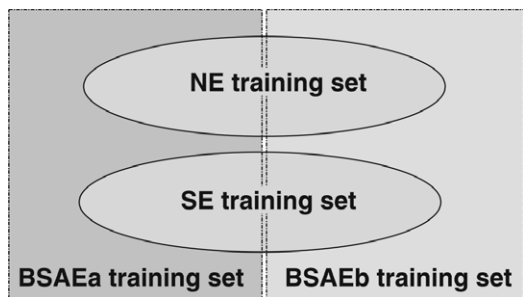 NE training set
SE training set
BSAEa training set
BSAEb training set